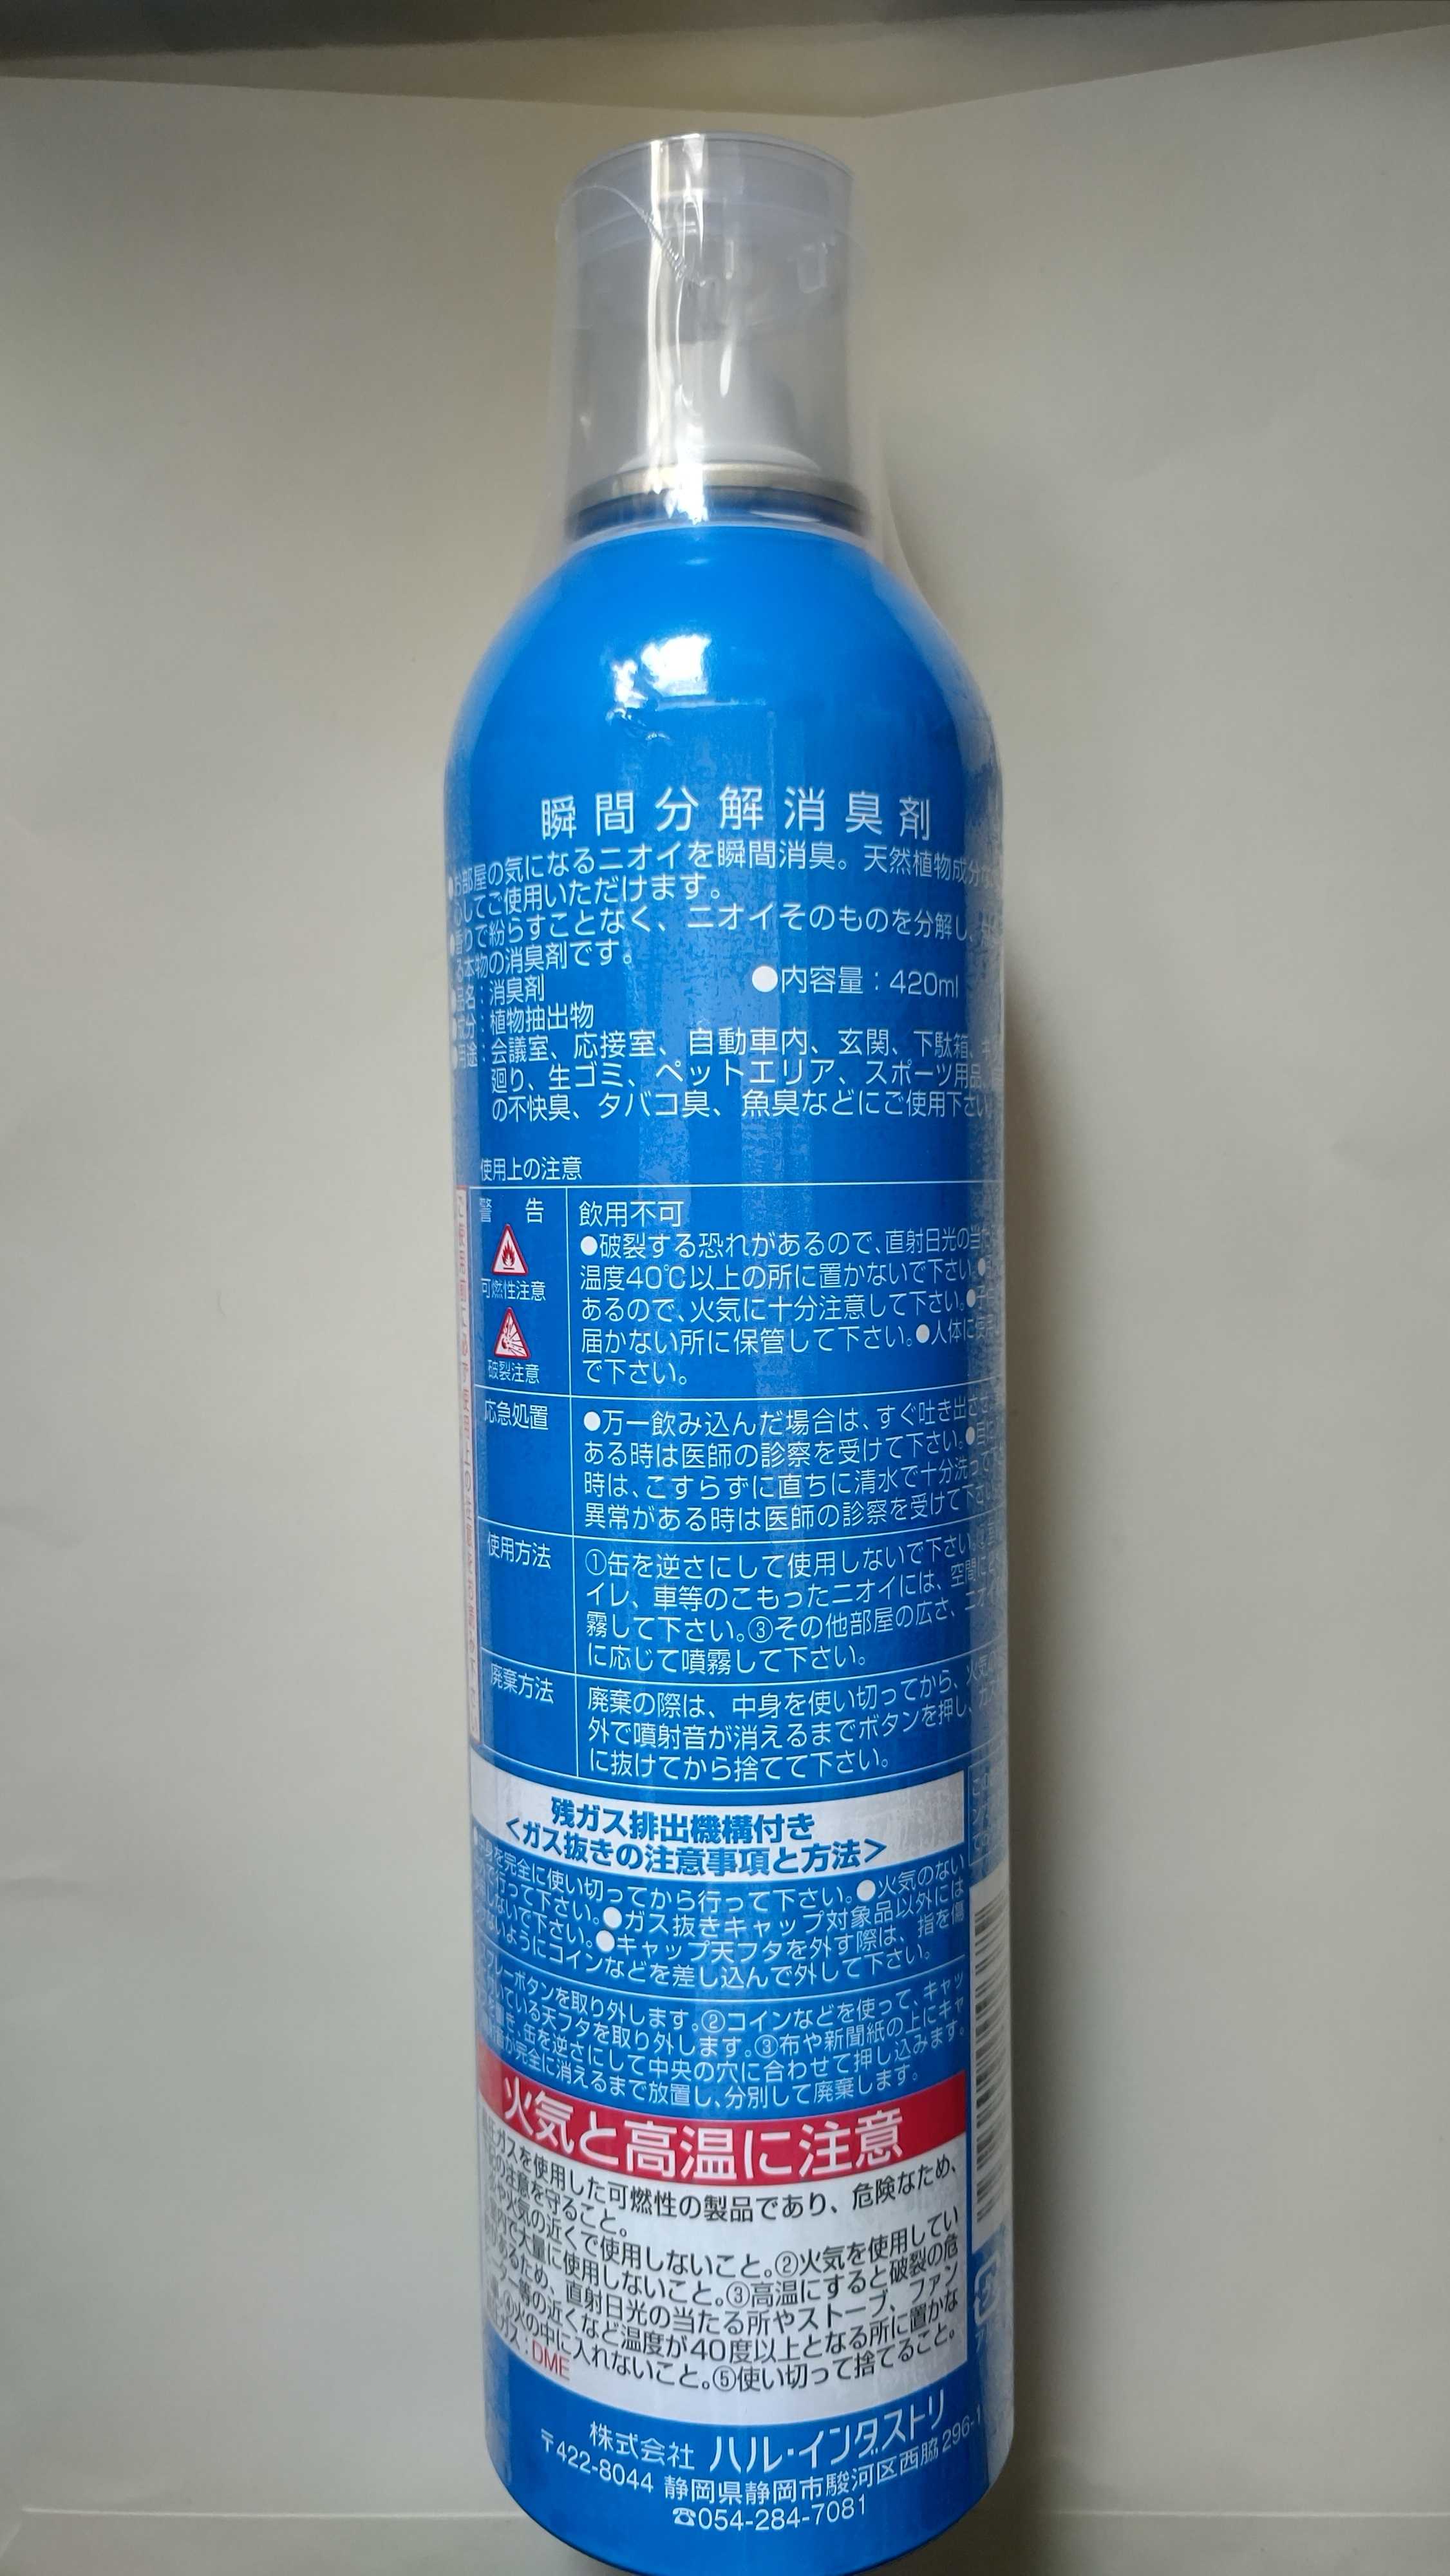 瞬間分解消臭剤
●お部屋の気になるニオイを瞬間消臭。天然植物成分
心してご使用いただけます。
●香りで紛らすことなく、ニオイそのものを分解し、
る本物の消臭剤です。
●品名：消臭剤 ●内容量：420ml
●成分：植物抽出物
●用途：会議室、応接室、自動車内、玄関、下駄箱、キ
廻り、生ゴミ、ペットエリア、スポーツ用品、
の不快臭、タバコ臭、魚臭などにご使用下さい
使用上の注意
警告
可燃性注意
破裂注意
飲用不可
●破裂する恐れがあるので、直射日光の当た
温度40℃以上の所に置かないで下さい。●
あるので、火気に十分注意して下さい。●子
届かない所に保管して下さい。●人体に使用
で下さい。
応急処置
●万一飲み込んだ場合は、すぐ吐き出させ
ある時は医師の診察を受けて下さい。●目に
時は、こすらずに直ちに清水で十分洗って下
異常がある時は医師の診察を受けて下さい
使用方法
①缶を逆さにして使用しないで下さい。
イレ、車等のこもったニオイには、空間に
霧して下さい。③その他部屋の広さ、ニオイ
に応じて噴霧して下さい。
廃棄方法
廃棄の際は、中身を使い切ってから、火気の
外で噴射音が消えるまでボタンを押し、ガス
に抜けてから捨てて下さい。
残ガス排出機構付き
＜ガス抜きの注意事項と方法＞
を完全に使い切ってから行って下さい。●火気のない
で行って下さい。●ガス抜きキャップ対象品以外には
しないで下さい。●キャップ天フタを外す際は、指を傷
ないようにコインなどを差し込んで外して下さい。
プレーボタンを取り外します。②コインなどを使って、キャッ
いている天フタを取り外します。③布や新聞紙の上にキャ
き、缶を逆さにして中央の穴に合わせて押し込みます。
が完全に消えるまで放置し、分別して廃棄します。
火気と高温に注意
ガスを使用した可燃性の製品であり、危険なため、
の注意を守ること。
や火気の近くで使用しないこと。②火気を使用してい
内で大量に使用しないこと。③高温にすると破裂の危
があるため、直射日光の当たる所やストーブ、ファン
ター等の近くなど温度が40度以上となる所に置かな
④火の中に入れないこと。⑤使い切って捨てること。
ガス：DME
株式会社 ハル・インダストリ
〒422-8044 静岡県静岡市駿河区西脇296-1
☎054-284-7081